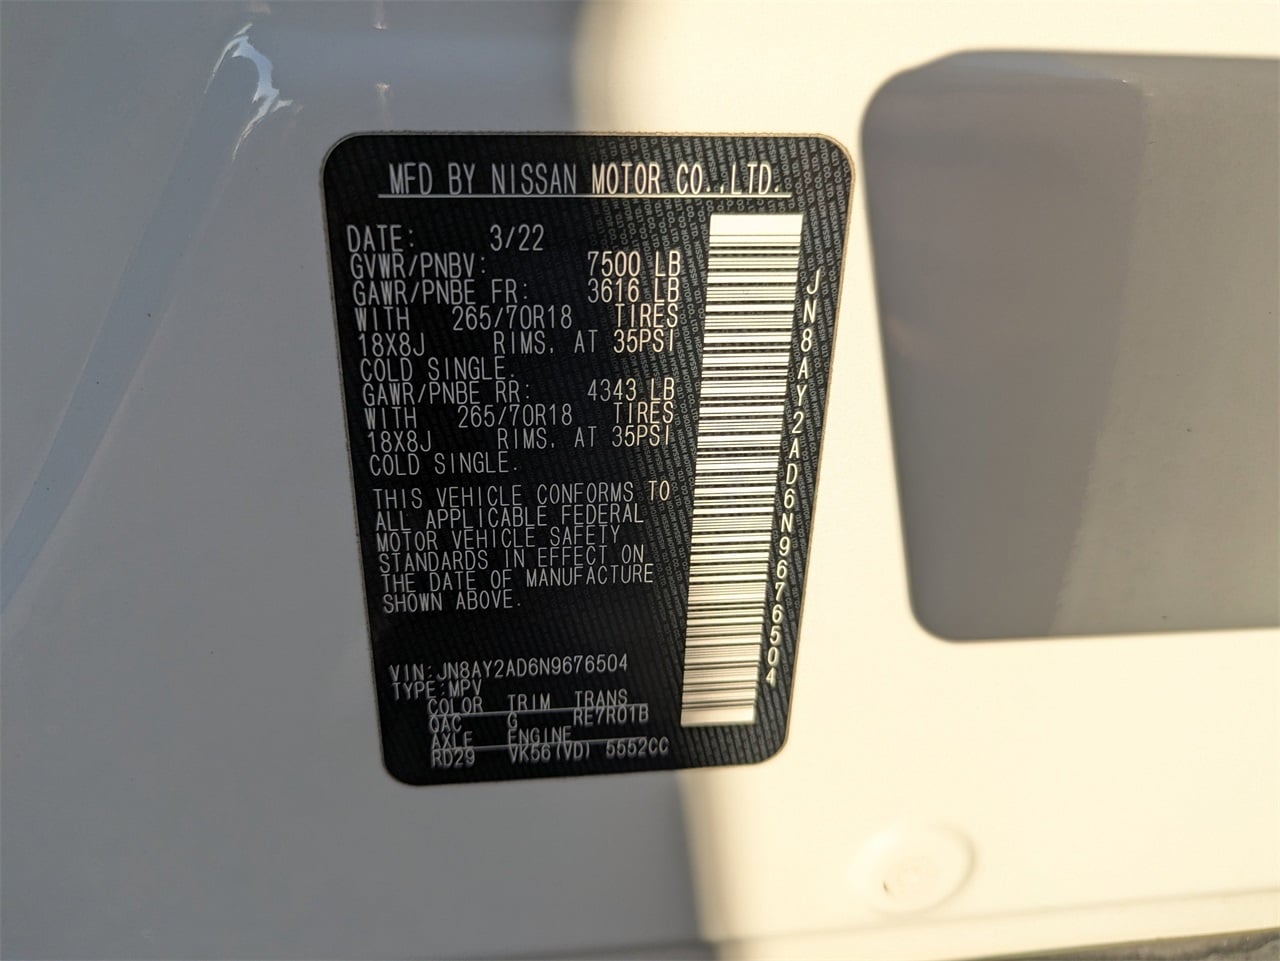 MFD BY NISSAN MOTOR CO.,LTD.
DATE: 3/22
GVWR/PNBV: 7500 LB
GAWR/PNBE FR: 3616 LB
WITH 265/70R18 TIRES
18X8J RIMS, AT 35PSI
COLD SINGLE.
GAWR/PNBE RR: 4343 LB
WITH 265/70R18 TIRES
18X8J RIMS, AT 35PSI
COLD SINGLE.
THIS VEHICLE CONFORMS TO
ALL APPLICABLE FEDERAL
MOTOR VEHICLE SAFETY
STANDARDS IN EFFECT ON
THE DATE OF MANUFACTURE
SHOWN ABOVE.
VIN:JN8AY2AD6N9676504
TYPE:MPV
COLOR TRIM TRANS
QAC G RE7R01B
AXLE ENGINE
RD29 VK56(VD) 5552CC
JN8AY2AD6N9676504